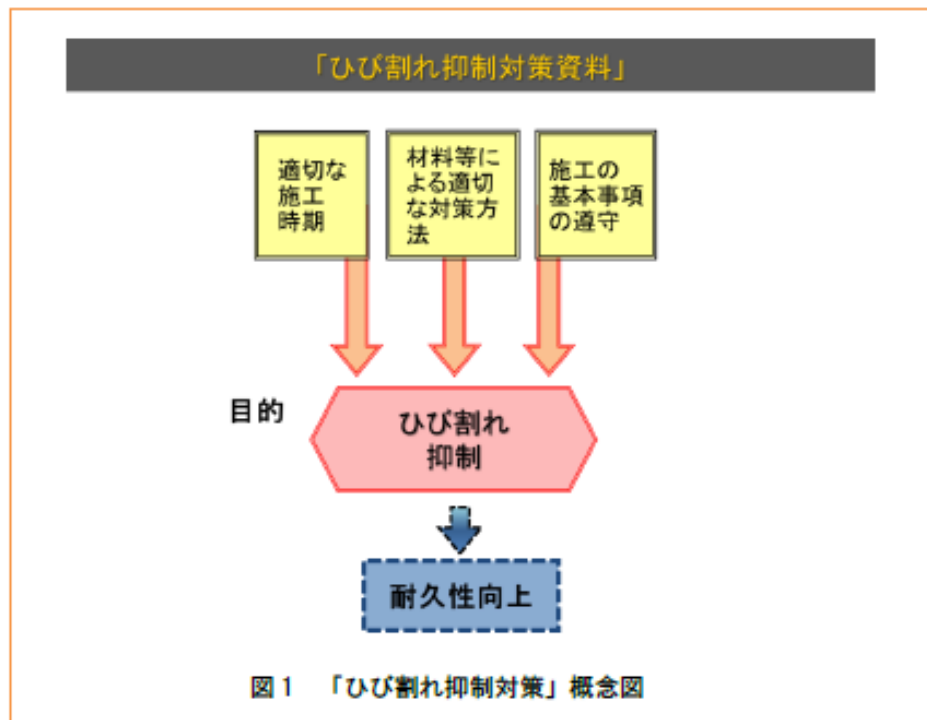 「ひび割れ抑制対策資料」
適切な
施工
時期
材料等に
よる適切
な対策方
法
施工の
基本事項
の遵守
目的
ひび割れ
抑制
耐久性向上
図1 「ひび割れ抑制対策」概念図